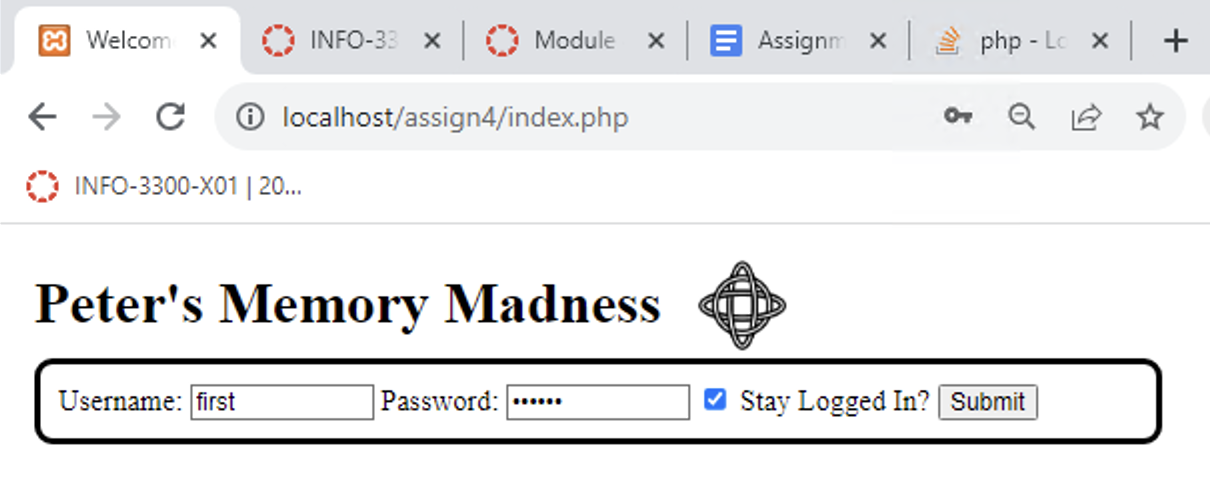 Welcom INFO-33 Module Assignm php - Lo
localhost/assign4/index.php
INFO-3300-X01 | 20...
Peter's Memory Madness
Username: first Password: •••••• Stay Logged In? Submit